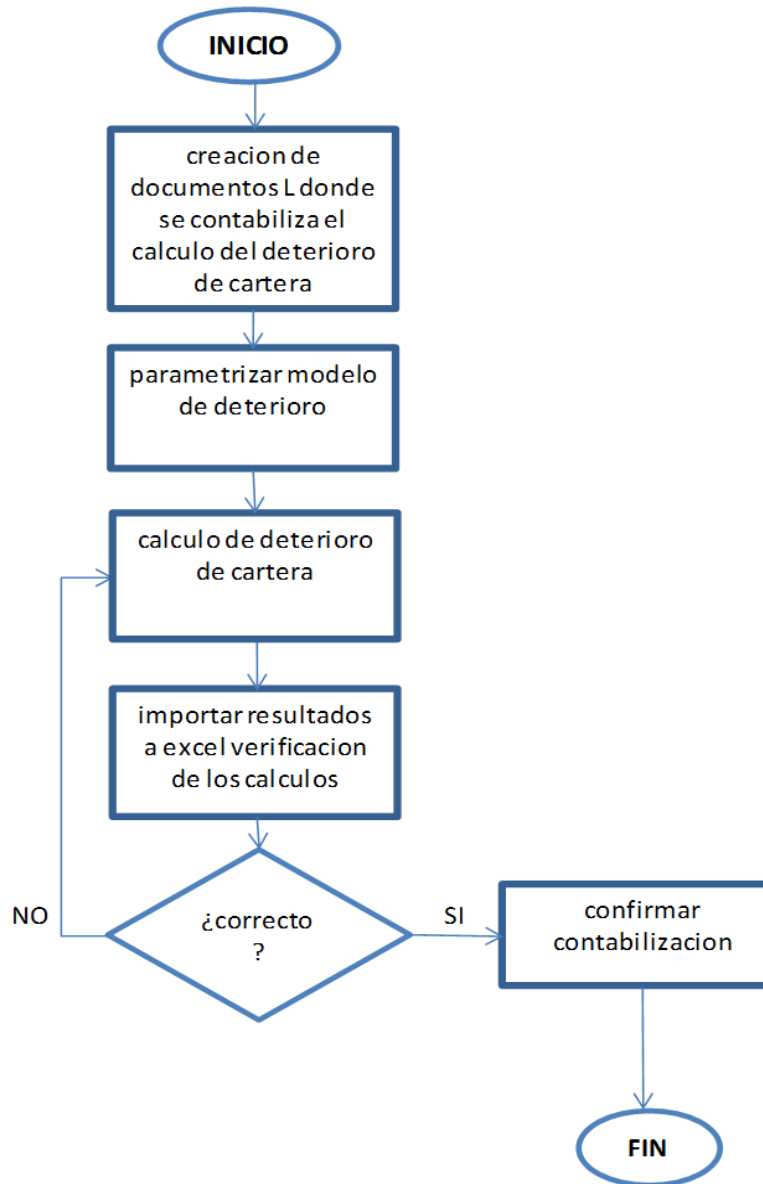 INICIO
creacion de
documentos L donde
se contabiliza el
calculo del deterioro
de cartera
parametrizar modelo
de deterioro
calculo de deterioro
de cartera
importar resultados
a excel verificacion
de los calculos
¿correcto
?
NO
SI
confirmar
contabilizacion
FIN